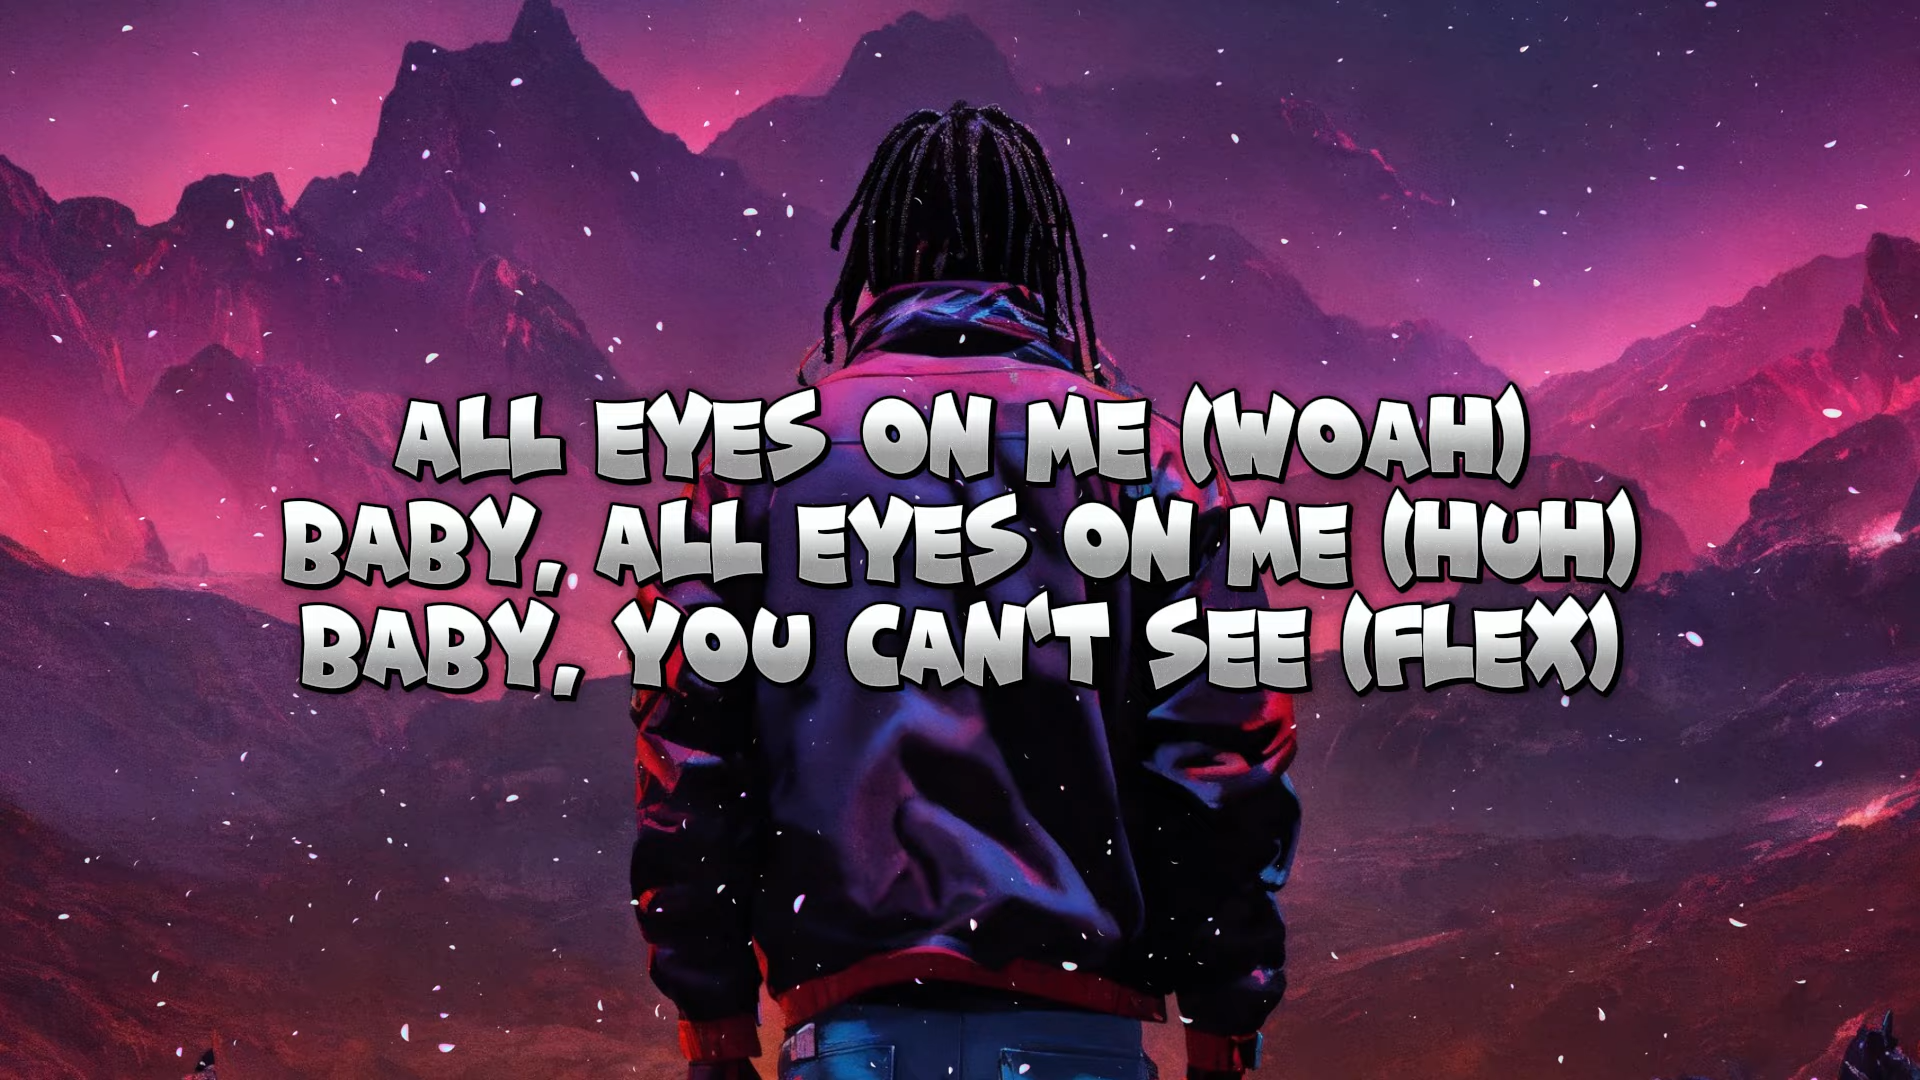 ALL EYES ON ME (WOAH)
BABY, ALL EYES ON ME (HUH)
BABY, YOU CAN'T SEE (FLEX)